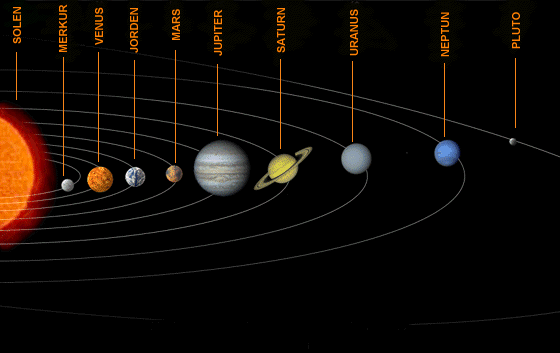 SOLEN
MERKUR
VENUS
JORDEN
MARS
JUPITER
SATURN
URANUS
NEPTUN
PLUTO